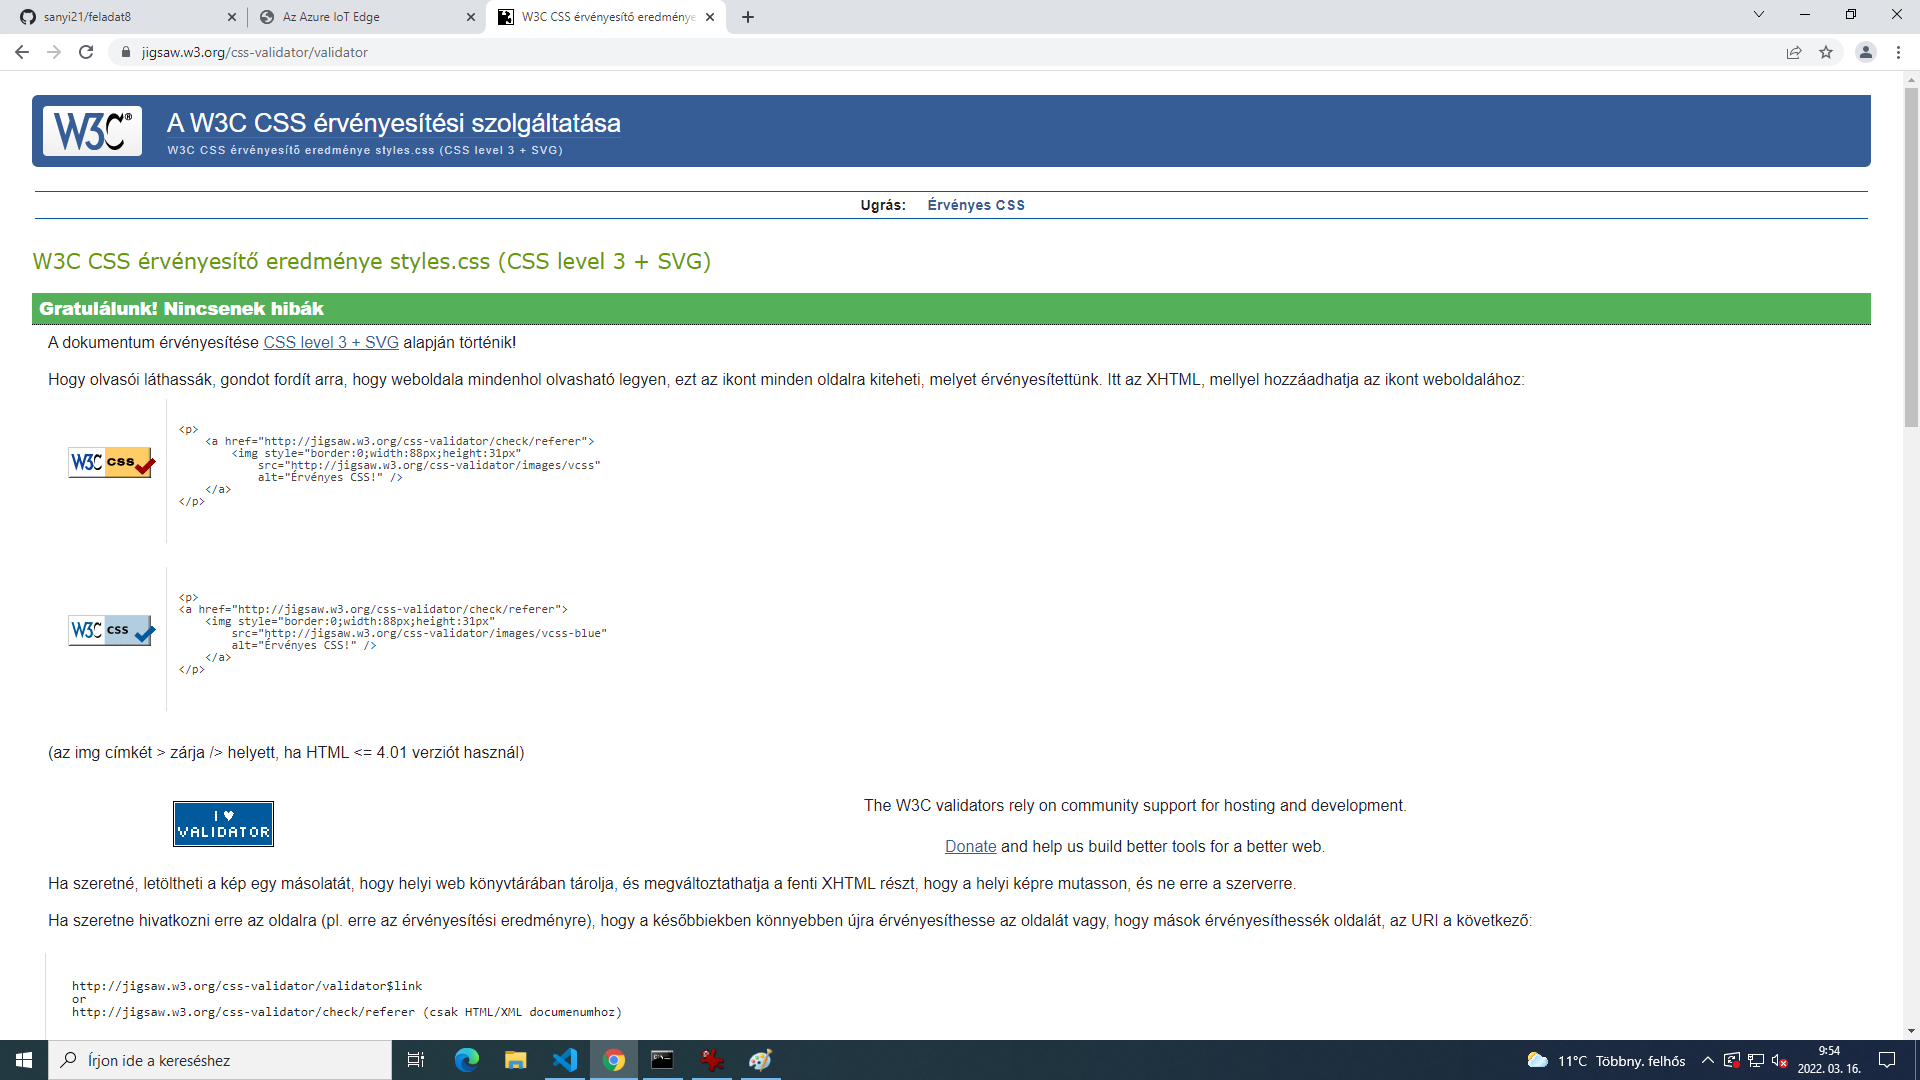 sanyi21/feladat8
Az Azure IoT Edge
W3C CSS érvényesítő eredménye
jigsaw.w3.org/css-validator/validator
W3C®
A W3C CSS érvényesítési szolgáltatása
W3C CSS érvényesítő eredménye styles.css (CSS level 3 + SVG)
Ugrás: Érvényes CSS
W3C CSS érvényesítő eredménye styles.css (CSS level 3 + SVG)
Gratulálunk! Nincsenek hibák
A dokumentum érvényesítése CSS level 3 + SVG alapján történik!
Hogy olvasói láthassák, gondot fordít arra, hogy weboldala mindenhol olvasható legyen, ezt az ikont minden oldalra kiteheti, melyet érvényesítettünk. Itt az XHTML, mellyel hozzáadhatja az ikont weboldalához:
W3C CSS
<p>
<a href="http://jigsaw.w3.org/css-validator/check/referer">
<img style="border:0;width:88px;height:31px"
src="http://jigsaw.w3.org/css-validator/images/vcss"
alt="Érvényes CSS!" />
</a>
</p>
W3C CSS
<p>
<a href="http://jigsaw.w3.org/css-validator/check/referer">
<img style="border:0;width:88px;height:31px"
src="http://jigsaw.w3.org/css-validator/images/vcss-blue"
alt="Érvényes CSS!" />
</a>
</p>
(az img címkét > zárja /> helyett, ha HTML <= 4.01 verziót használ)
I ♥
VALIDATOR
The W3C validators rely on community support for hosting and development.
Donate and help us build better tools for a better web.
Ha szeretné, letöltheti a kép egy másolatát, hogy helyi web könyvtárában tárolja, és megváltoztathatja a fenti XHTML részt, hogy a helyi képre mutasson, és ne erre a szerverre.
Ha szeretne hivatkozni erre az oldalra (pl. erre az érvényesítési eredményre), hogy a későbbiekben könnyebben újra érvényesíthesse az oldalát vagy, hogy mások érvényesíthessék oldalát, az URI a következő:
http://jigsaw.w3.org/css-validator/validator$link
or
http://jigsaw.w3.org/css-validator/check/referer (csak HTML/XML documenumhoz)
Írjon ide a kereséshez
11°C Többny. felhős
9:54
2022. 03. 16.